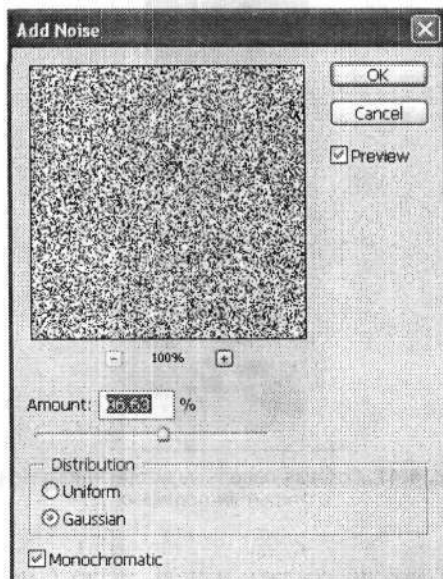 Add Noise
OK
Cancel
Preview
100%
Amount: %
Distribution
Uniform
Gaussian
Monochromatic